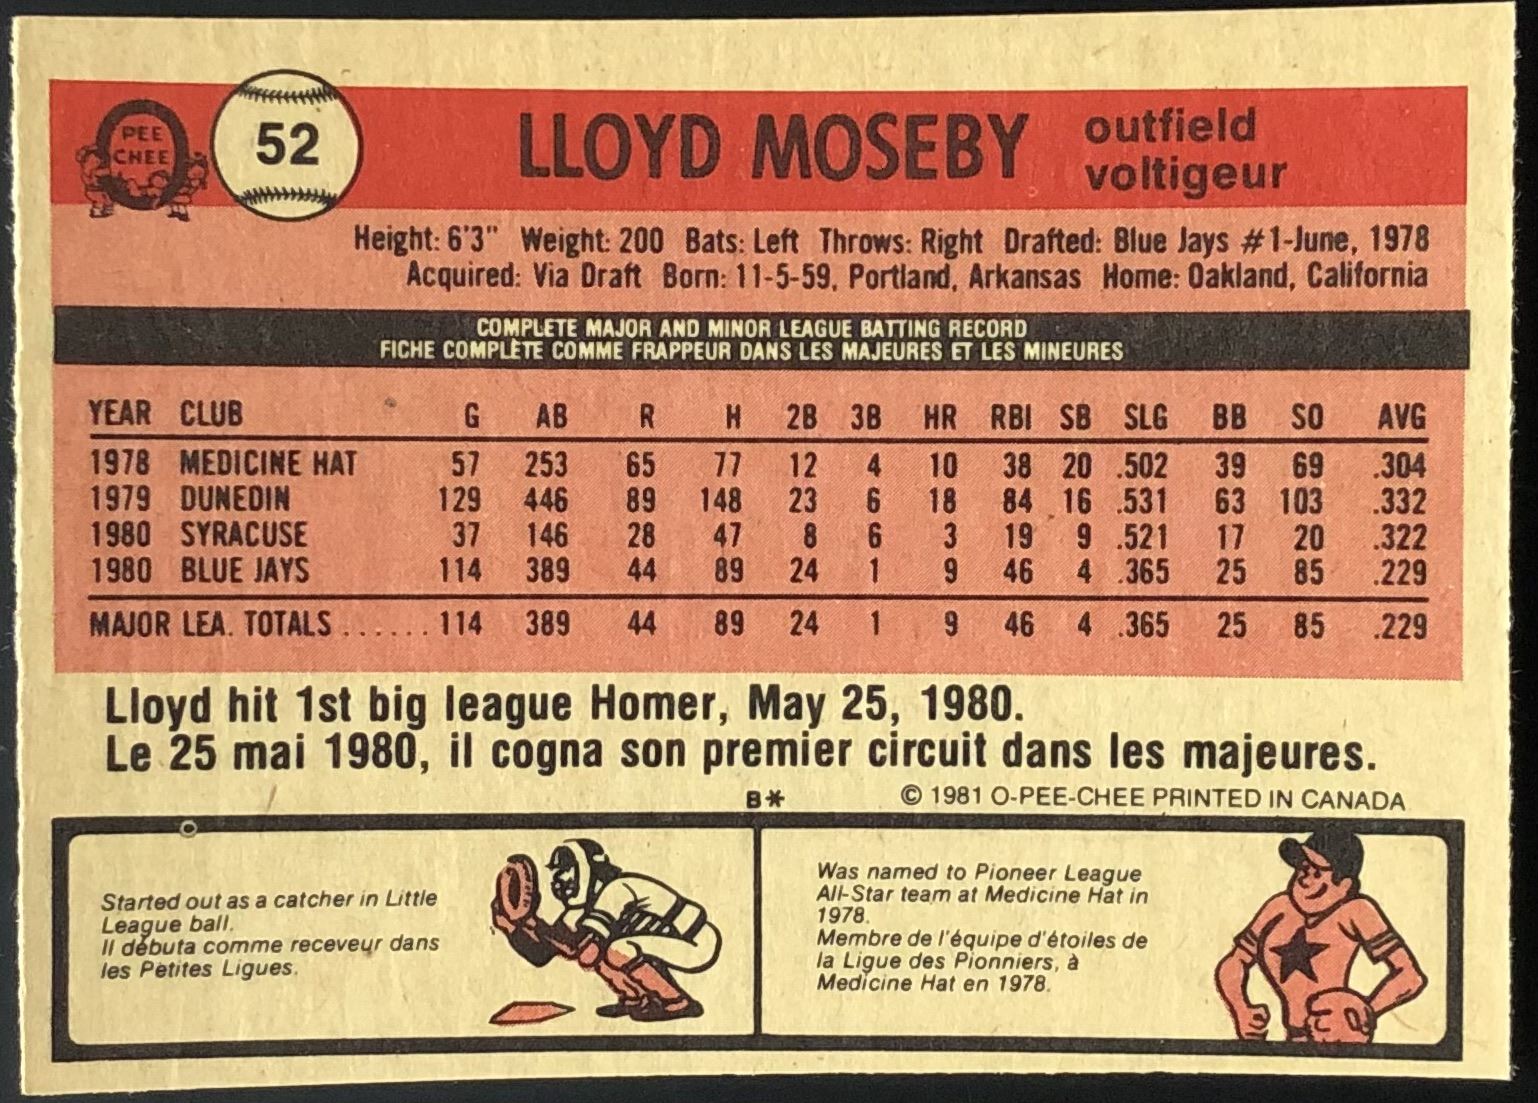 PEE
CHEE
52
LLOYD MOSEBY
outfield
voltigeur
Height: 6'3" Weight: 200 Bats: Left Throws: Right Drafted: Blue Jays #1-June, 1978
Acquired: Via Draft Born: 11-5-59, Portland, Arkansas Home: Oakland, California
COMPLETE MAJOR AND MINOR LEAGUE BATTING RECORD
FICHE COMPLÈTE COMME FRAPPEUR DANS LES MAJEURES ET LES MINEURES
YEAR CLUB G AB R H 2B 3B HR RBI SB SLG BB SO AVG
1978 MEDICINE HAT 57 253 65 77 12 4 10 38 20 .502 39 69 .304
1979 DUNEDIN 129 446 89 148 23 6 18 84 16 .531 63 103 .332
1980 SYRACUSE 37 146 28 47 8 6 3 19 9 .521 17 20 .322
1980 BLUE JAYS 114 389 44 89 24 1 9 46 4 .365 25 85 .229
MAJOR LEA. TOTALS ...... 114 389 44 89 24 1 9 46 4 .365 25 85 .229
Lloyd hit 1st big league Homer, May 25, 1980.
Le 25 mai 1980, il cogna son premier circuit dans les majeures.
B* © 1981 O-PEE-CHEE PRINTED IN CANADA
Started out as a catcher in Little
League ball.
Il débuta comme receveur dans
les Petites Ligues.
Was named to Pioneer League
All-Star team at Medicine Hat in
1978.
Membre de l'équipe d'étoiles de
la Ligue des Pionniers, à
Medicine Hat en 1978.